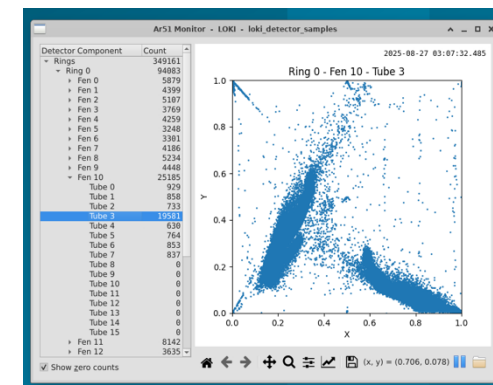 Ar51 Monitor - LOKI - loki_detector_samples
Detector Component Count
Rings 349161
Ring 0 94083
Fen 0 5879
Fen 1 4399
Fen 2 5107
Fen 3 3769
Fen 4 4259
Fen 5 3248
Fen 6 3301
Fen 7 4186
Fen 8 5234
Fen 9 4448
Fen 10 25185
Tube 0 929
Tube 1 858
Tube 2 733
Tube 3 19581
Tube 4 630
Tube 5 764
Tube 6 853
Tube 7 837
Tube 8 0
Tube 9 0
Tube 10 0
Tube 11 0
Tube 12 0
Tube 13 0
Tube 14 0
Tube 15 0
Fen 11 8142
Fen 12 3635
Show zero counts
2025-08-27 03:07:32.485
Ring 0 - Fen 10 - Tube 3
1.0
0.8
0.6
0.4
0.2
0.0
Y
0.0 0.2 0.4 0.6 0.8 1.0
X
(x, y) = (0.706, 0.078)